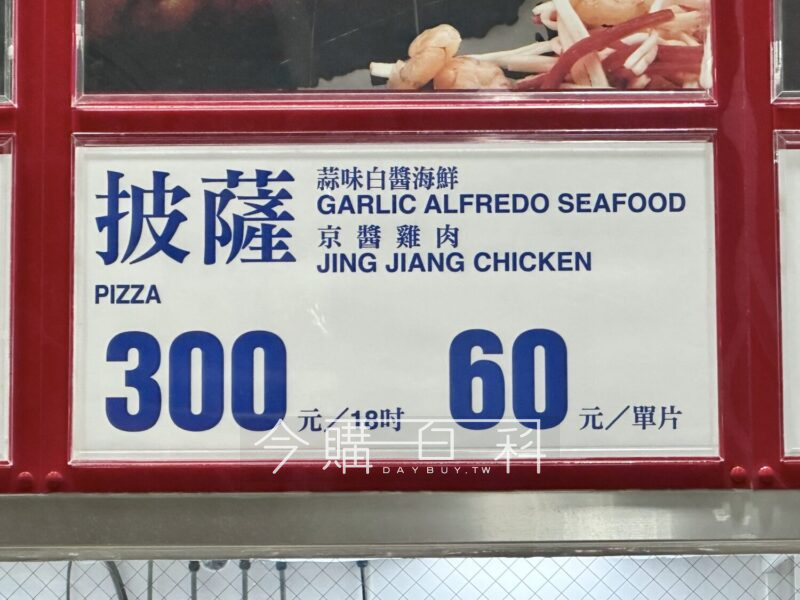 披薩
PIZZA
蒜味白醬海鮮
GARLIC ALFREDO SEAFOOD
京醬雞肉
JING JIANG CHICKEN
300 元／18吋
60 元／單片
今購百科
DAYBUY.TW